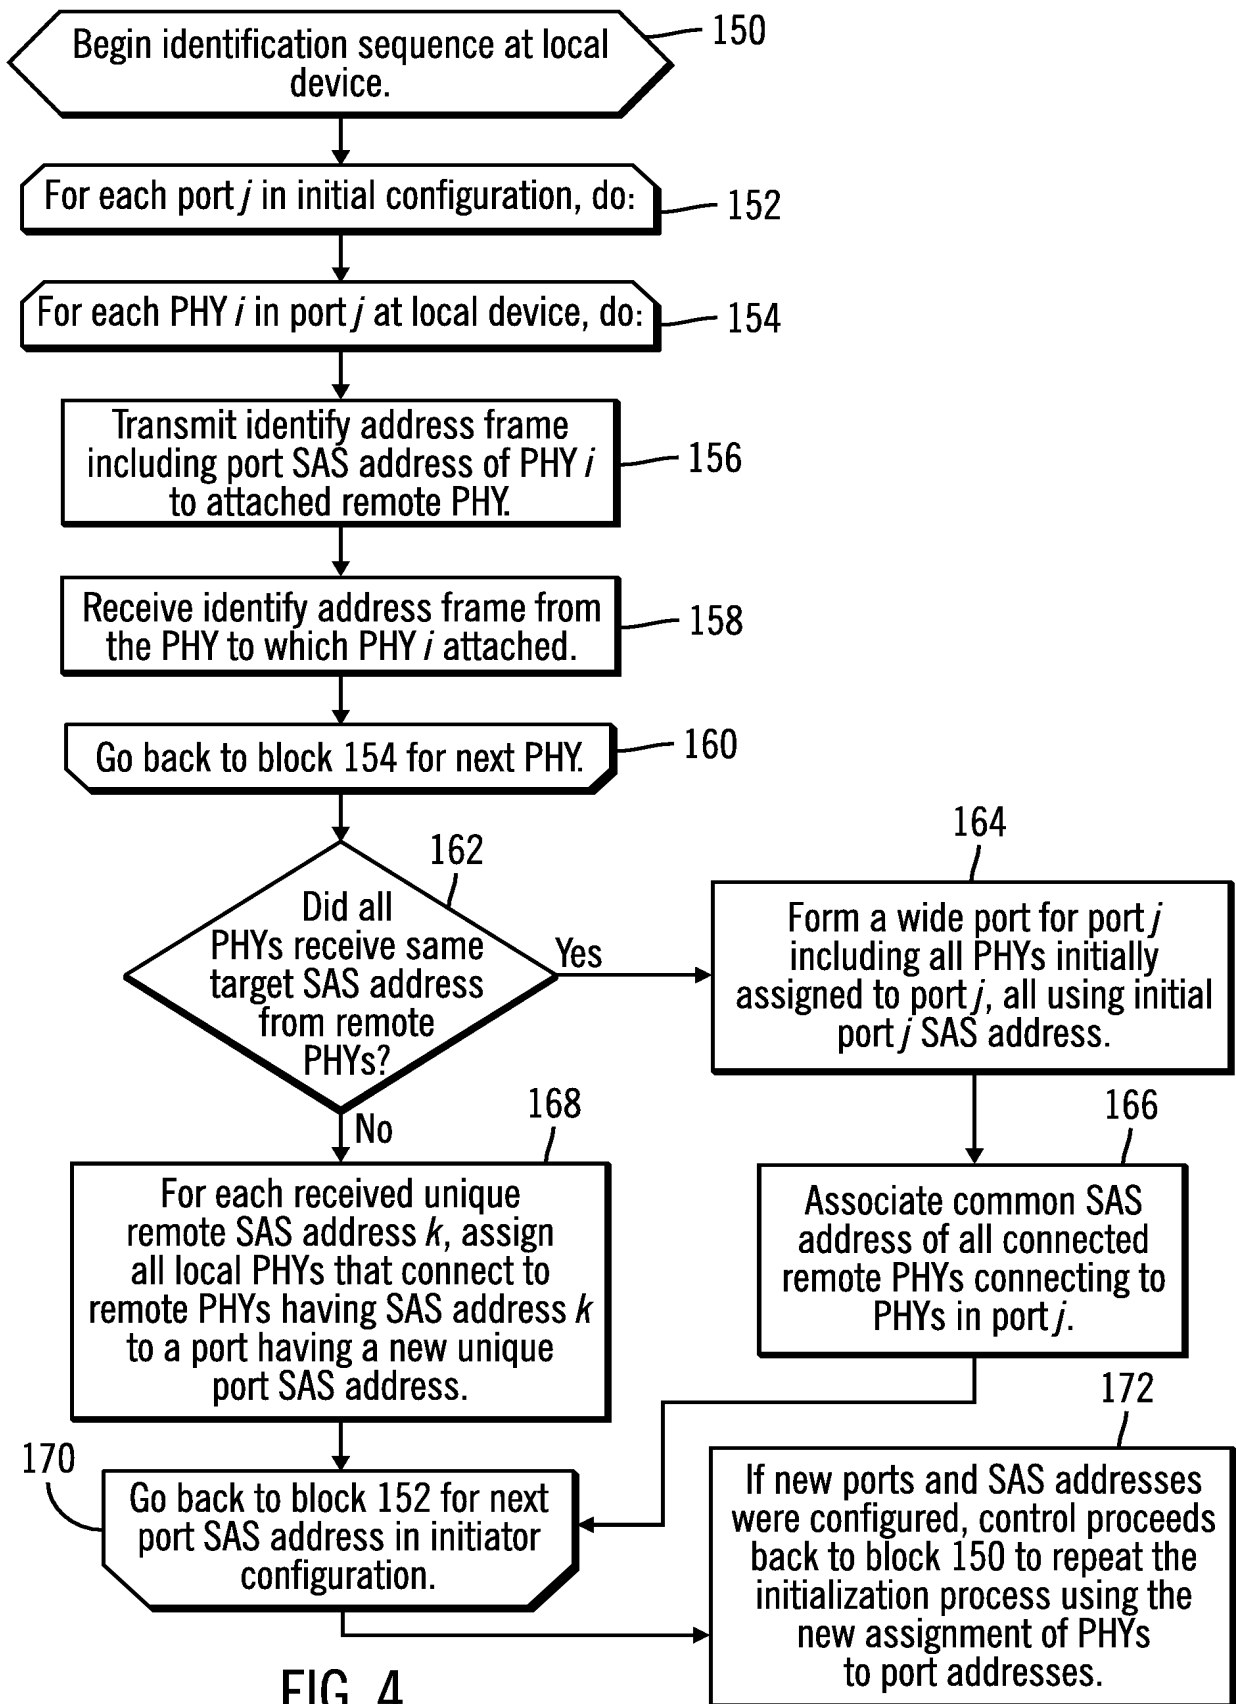 Begin identification sequence at local
device.
150
For each port j in initial configuration, do:
152
For each PHY i in port j at local device, do:
154
Transmit identify address frame
including port SAS address of PHY i
to attached remote PHY.
156
Receive identify address frame from
the PHY to which PHY i attached.
158
Go back to block 154 for next PHY.
160
162
Did all
PHYs receive same
target SAS address
from remote
PHYs?
Yes
No
164
Form a wide port for port j
including all PHYs initially
assigned to port j, all using initial
port j SAS address.
166
Associate common SAS
address of all connected
remote PHYs connecting to
PHYs in port j.
168
For each received unique
remote SAS address k, assign
all local PHYs that connect to
remote PHYs having SAS address k
to a port having a new unique
port SAS address.
170
Go back to block 152 for next
port SAS address in initiator
configuration.
172
If new ports and SAS addresses
were configured, control proceeds
back to block 150 to repeat the
initialization process using the
new assignment of PHYs
to port addresses.
FIG. 4